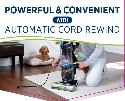 POWERFUL & CONVENIENT
WITH
AUTOMATIC CORD REWIND